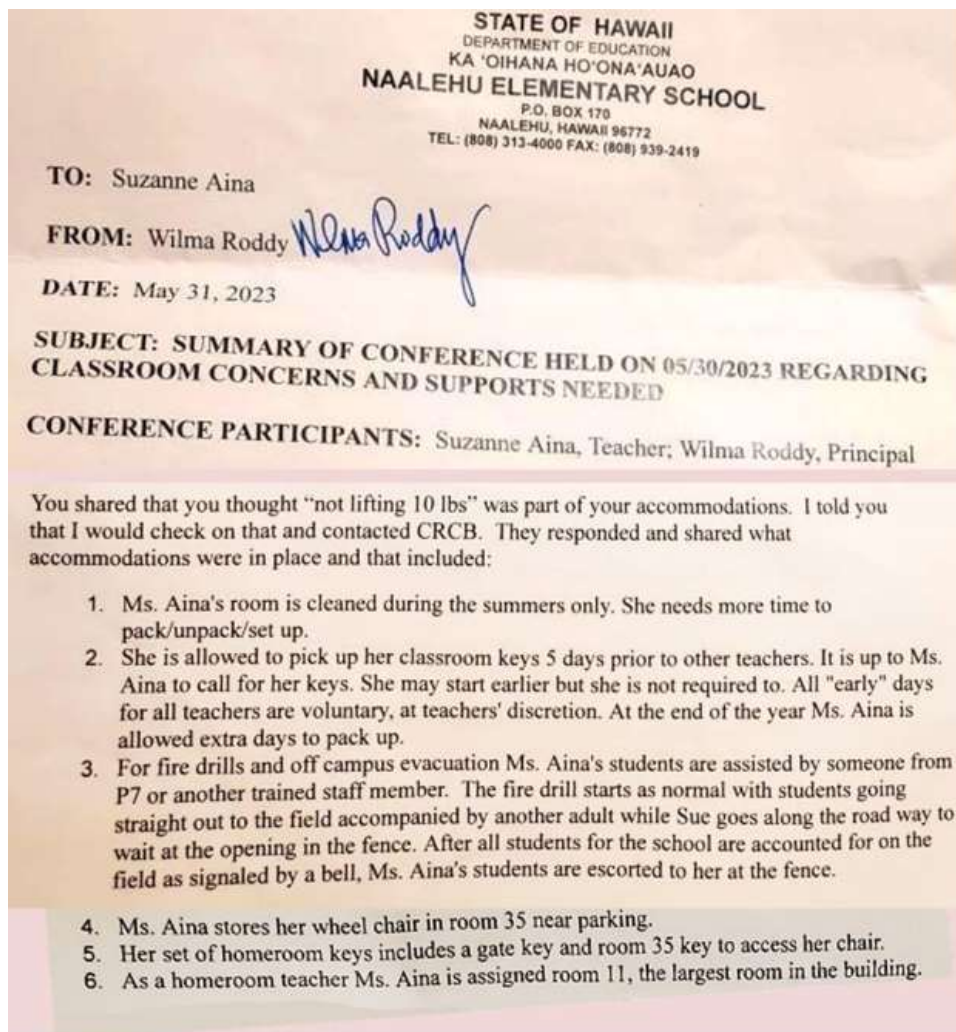 STATE OF HAWAII
DEPARTMENT OF EDUCATION
KA ‘OIHANA HO‘ONA‘AUAO
NAALEHU ELEMENTARY SCHOOL
P.O. BOX 170
NAALEHU, HAWAII 96772
TEL: (808) 313-4000 FAX: (808) 939-2419
TO: Suzanne Aina
FROM: Wilma Roddy Wilma Roddy
DATE: May 31, 2023
SUBJECT: SUMMARY OF CONFERENCE HELD ON 05/30/2023 REGARDING
CLASSROOM CONCERNS AND SUPPORTS NEEDED
CONFERENCE PARTICIPANTS: Suzanne Aina, Teacher; Wilma Roddy, Principal
You shared that you thought “not lifting 10 lbs” was part of your accommodations. I told you
that I would check on that and contacted CRCB. They responded and shared what
accommodations were in place and that included:
1. Ms. Aina's room is cleaned during the summers only. She needs more time to
pack/unpack/set up.
2. She is allowed to pick up her classroom keys 5 days prior to other teachers. It is up to Ms.
Aina to call for her keys. She may start earlier but she is not required to. All "early" days
for all teachers are voluntary, at teachers' discretion. At the end of the year Ms. Aina is
allowed extra days to pack up.
3. For fire drills and off campus evacuation Ms. Aina's students are assisted by someone from
P7 or another trained staff member. The fire drill starts as normal with students going
straight out to the field accompanied by another adult while Sue goes along the road way to
wait at the opening in the fence. After all students for the school are accounted for on the
field as signaled by a bell, Ms. Aina's students are escorted to her at the fence.
4. Ms. Aina stores her wheel chair in room 35 near parking.
5. Her set of homeroom keys includes a gate key and room 35 key to access her chair.
6. As a homeroom teacher Ms. Aina is assigned room 11, the largest room in the building.